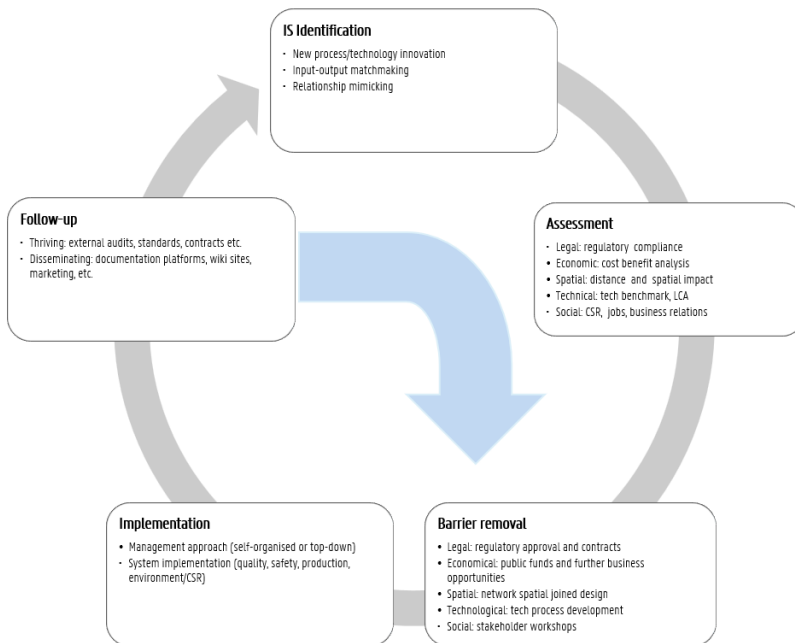 IS Identification
· New process/technology innovation
· Input-output matchmaking
· Relationship mimicking
Assessment
· Legal: regulatory compliance
• Economic: cost benefit analysis
• Spatial: distance and spatial impact
• Technical: tech benchmark, LCA
· Social: CSR, jobs, business relations
Barrier removal
• Legal: regulatory approval and contracts
• Economical: public funds and further business
opportunities
• Spatial: network spatial joined design
• Technological: tech process development
• Social: stakeholder workshops
Implementation
• Management approach (self-organised or top-down)
· System implementation (quality, safety, production,
environment/CSR)
Follow-up
· Thriving: external audits, standards, contracts etc.
· Disseminating: documentation platforms, wiki sites,
marketing, etc.